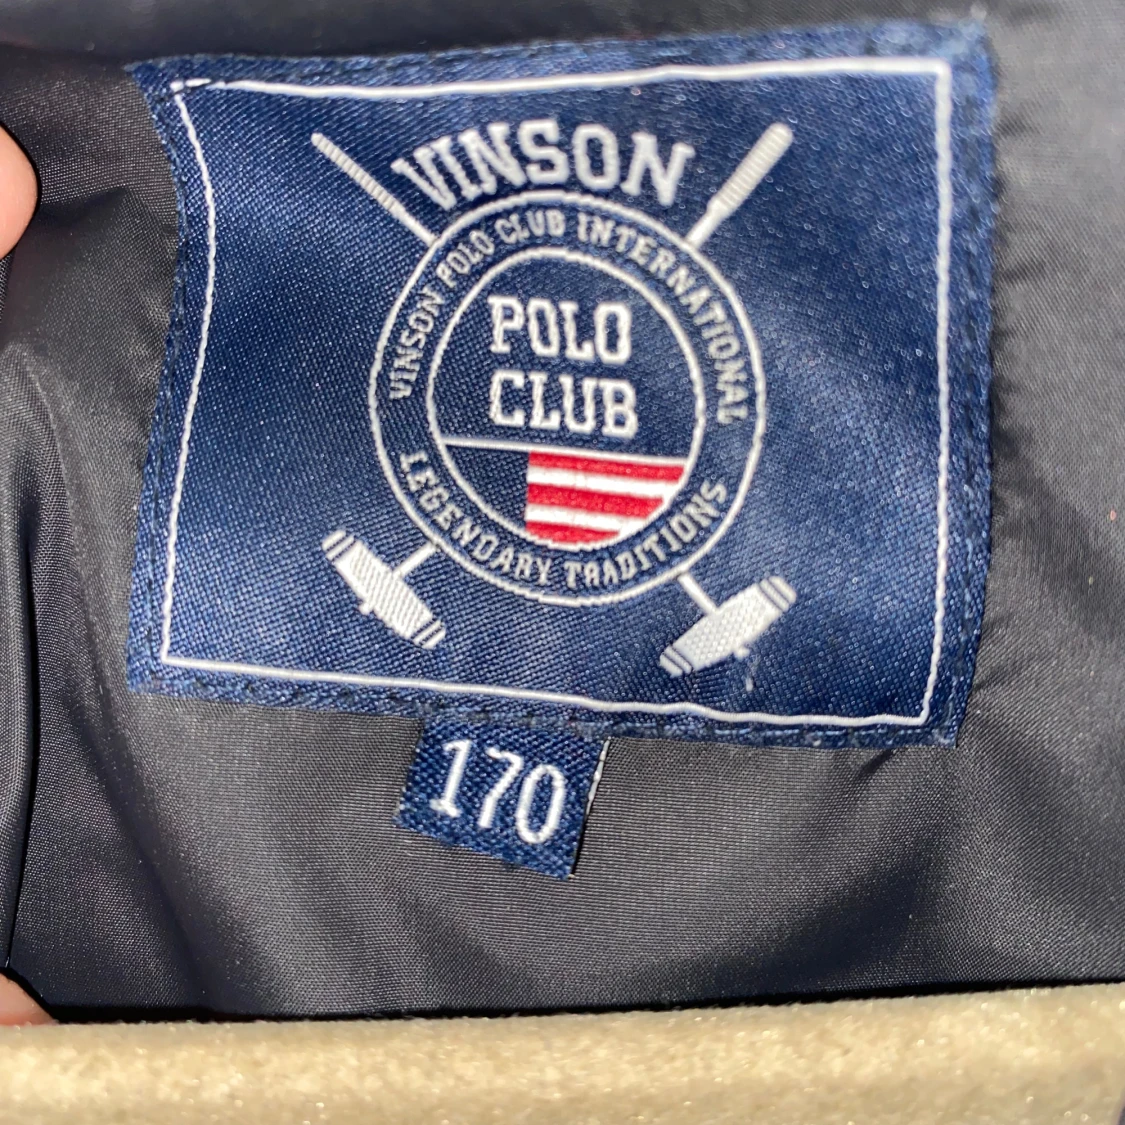 VINSON
VINSON POLO CLUB INTERNATIONAL
POLO
CLUB
LEGENDARY TRADITIONS
170